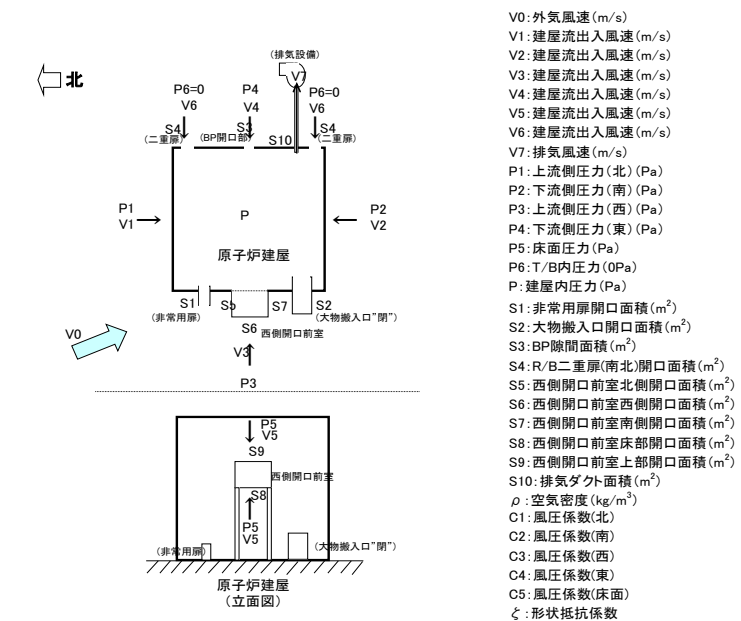 (排気設備)
V7
北
P6=0
V6
P4
V4
P6=0
V6
S4
(二重扉)
S3
(BP開口部)
S10
S4
(二重扉)
P1
V1
P
P2
V2
原子炉建屋
S1
(非常用扉)
S5
S7
S2
(大物搬入口"閉")
S6
西側開口前室
V0
V3
P3
P5
V5
S9
西側開口前室
S8
P5
V5
(非常用扉)
(大物搬入口"閉")
原子炉建屋
(立面図)
V0:外気風速(m/s)
V1:建屋流出入風速(m/s)
V2:建屋流出入風速(m/s)
V3:建屋流出入風速(m/s)
V4:建屋流出入風速(m/s)
V5:建屋流出入風速(m/s)
V6:建屋流出入風速(m/s)
V7:排気風速(m/s)
P1:上流側圧力(北)(Pa)
P2:下流側圧力(南)(Pa)
P3:上流側圧力(西)(Pa)
P4:下流側圧力(東)(Pa)
P5:床面圧力(Pa)
P6:T/B内圧力(0Pa)
P:建屋内圧力(Pa)
S1:非常用扉開口面積(m²)
S2:大物搬入口開口面積(m²)
S3:BP隙間面積(m²)
S4:R/B二重扉(南北)開口面積(m²)
S5:西側開口前室北側開口面積(m²)
S6:西側開口前室西側開口面積(m²)
S7:西側開口前室南側開口面積(m²)
S8:西側開口前室床部開口面積(m²)
S9:西側開口前室上部開口面積(m²)
S10:排気ダクト面積(m²)
ρ:空気密度(kg/m³)
C1:風圧係数(北)
C2:風圧係数(南)
C3:風圧係数(西)
C4:風圧係数(東)
C5:風圧係数(床面)
ζ:形状抵抗係数